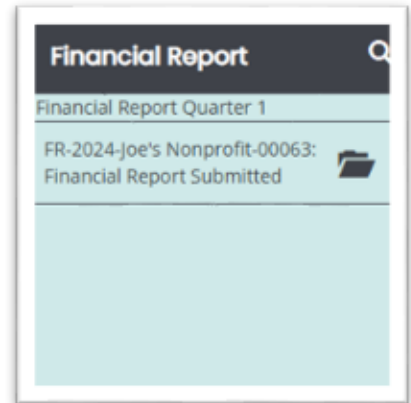 Financial Report
Financial Report Quarter 1
FR-2024-Joe's Nonprofit-00063:
Financial Report Submitted